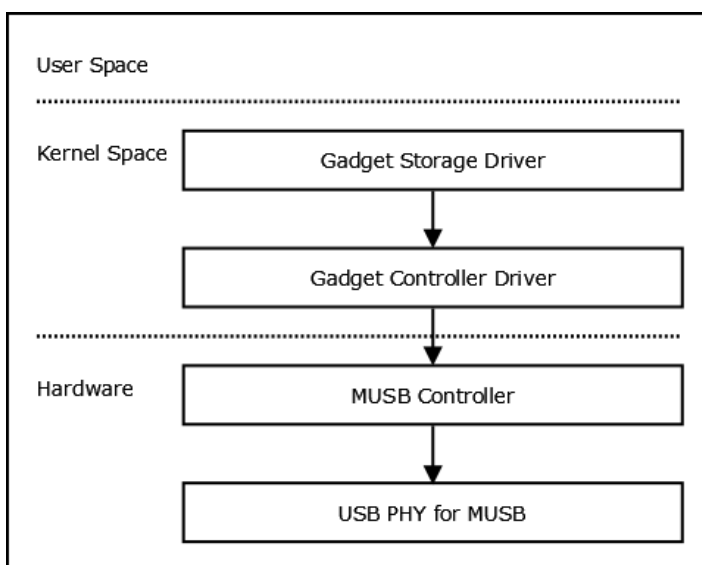 User Space
Kernel Space
Gadget Storage Driver
Gadget Controller Driver
Hardware
MUSB Controller
USB PHY for MUSB